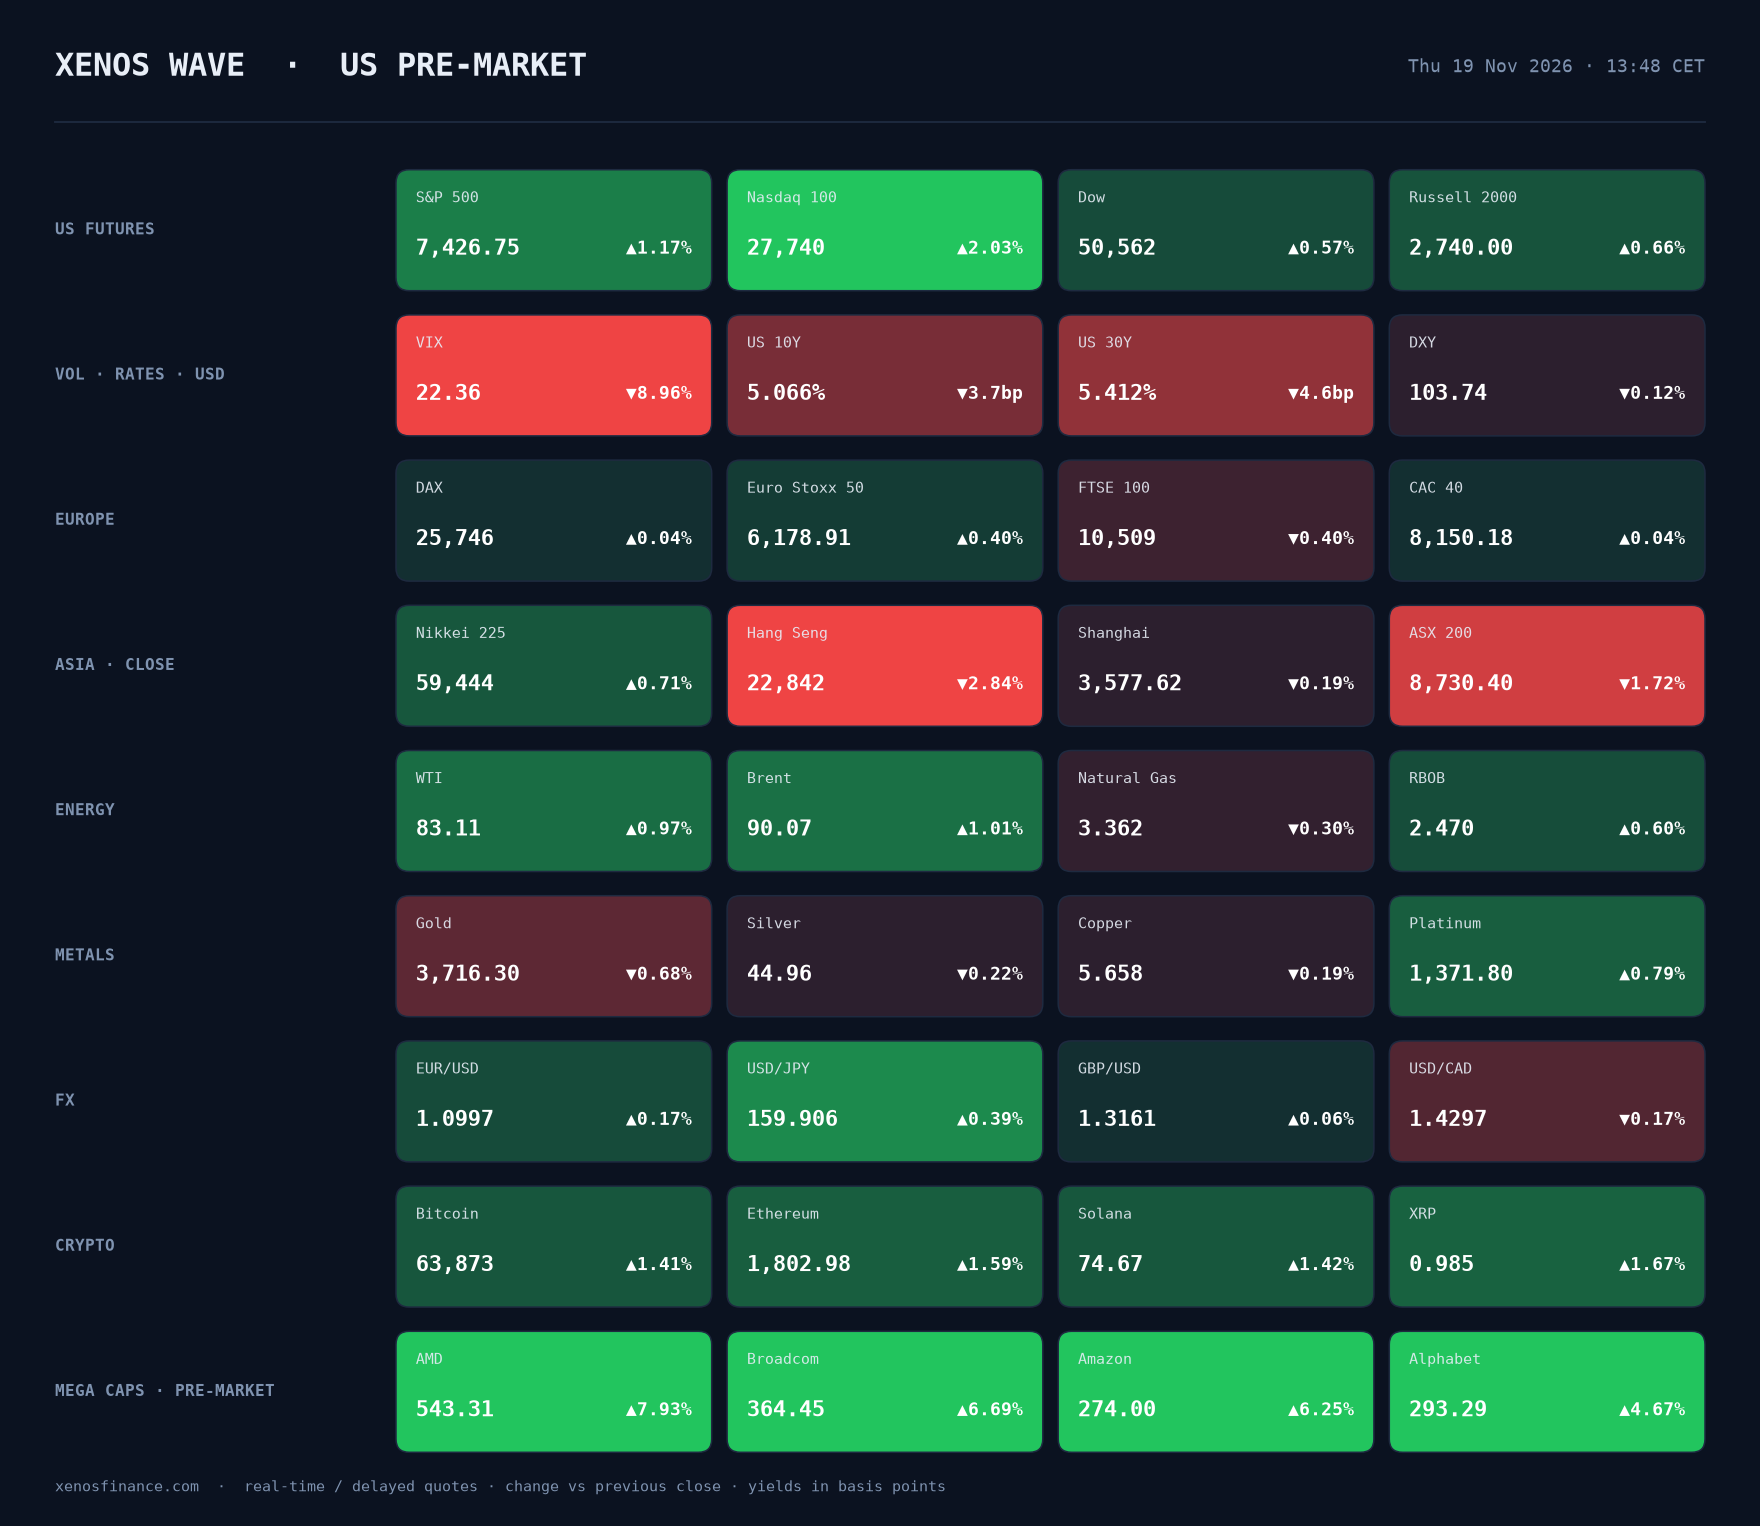 XENOS WAVE · US PRE-MARKET
Thu 19 Nov 2026 · 13:48 CET
US FUTURES
S&P 500
7,426.75 ▲1.17%
Nasdaq 100
27,740 ▲2.03%
Dow
50,562 ▲0.57%
Russell 2000
2,740.00 ▲0.66%
VOL · RATES · USD
VIX
22.36 ▼8.96%
US 10Y
5.066% ▼3.7bp
US 30Y
5.412% ▼4.6bp
DXY
103.74 ▼0.12%
EUROPE
DAX
25,746 ▲0.04%
Euro Stoxx 50
6,178.91 ▲0.40%
FTSE 100
10,509 ▼0.40%
CAC 40
8,150.18 ▲0.04%
ASIA · CLOSE
Nikkei 225
59,444 ▲0.71%
Hang Seng
22,842 ▼2.84%
Shanghai
3,577.62 ▼0.19%
ASX 200
8,730.40 ▼1.72%
ENERGY
WTI
83.11 ▲0.97%
Brent
90.07 ▲1.01%
Natural Gas
3.362 ▼0.30%
RBOB
2.470 ▲0.60%
METALS
Gold
3,716.30 ▼0.68%
Silver
44.96 ▼0.22%
Copper
5.658 ▼0.19%
Platinum
1,371.80 ▲0.79%
FX
EUR/USD
1.0997 ▲0.17%
USD/JPY
159.906 ▲0.39%
GBP/USD
1.3161 ▲0.06%
USD/CAD
1.4297 ▼0.17%
CRYPTO
Bitcoin
63,873 ▲1.41%
Ethereum
1,802.98 ▲1.59%
Solana
74.67 ▲1.42%
XRP
0.985 ▲1.67%
MEGA CAPS · PRE-MARKET
AMD
543.31 ▲7.93%
Broadcom
364.45 ▲6.69%
Amazon
274.00 ▲6.25%
Alphabet
293.29 ▲4.67%
xenosfinance.com · real-time / delayed quotes · change vs previous close · yields in basis points